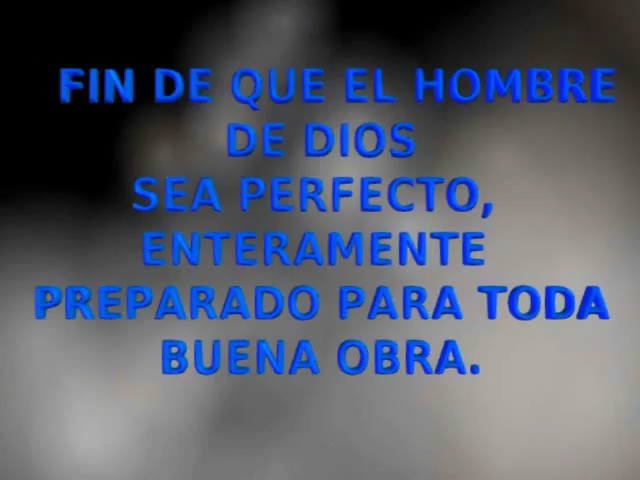 FIN DE QUE EL HOMBRE
DE DIOS
SEA PERFECTO,
ENTERAMENTE
PREPARADO PARA TODA
BUENA OBRA.